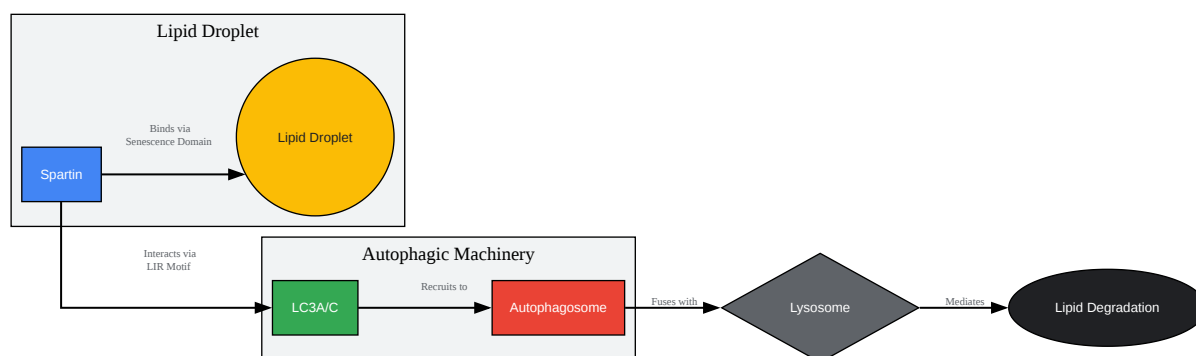 Lipid Droplet
Binds via
Senescence Domain
Lipid Droplet
Spartin
Interacts via
LIR Motif
Autophagic Machinery
LC3A/C
Recruits to
Autophagosome
Fuses with
Lysosome
Mediates
Lipid Degradation